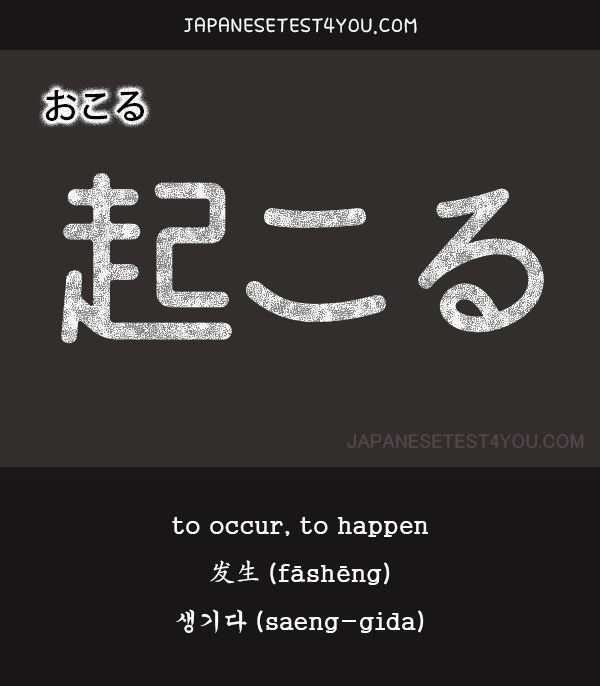 JAPANESETEST4YOU.COM
おこる
起こる
JAPANESETEST4YOU.COM
to occur, to happen
发生 (fāshēng)
생기다 (saeng-gida)